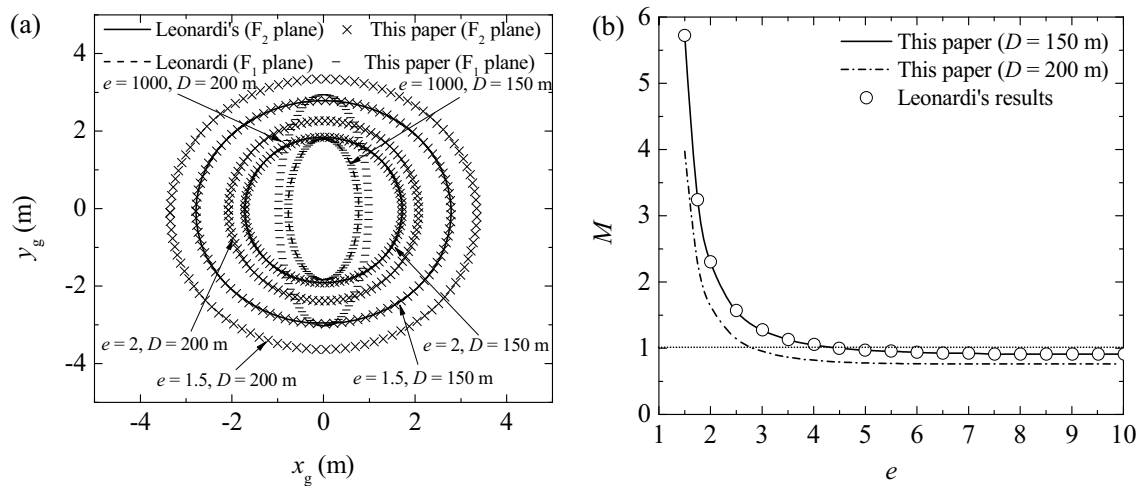 (a)
Leonardi's (F2 plane)
This paper (F2 plane)
Leonardi (F1 plane)
This paper (F1 plane)
e = 1000, D = 200 m
e = 1000, D = 150 m
4
2
0
-2
-4
yg (m)
e = 2, D = 200 m
e = 2, D = 150 m
e = 1.5, D = 200 m
e = 1.5, D = 150 m
-4 -2 0 2 4
xg (m)
(b)
This paper (D = 150 m)
This paper (D = 200 m)
Leonardi's results
6
5
4
3
2
1
0
M
1 2 3 4 5 6 7 8 9 10
e